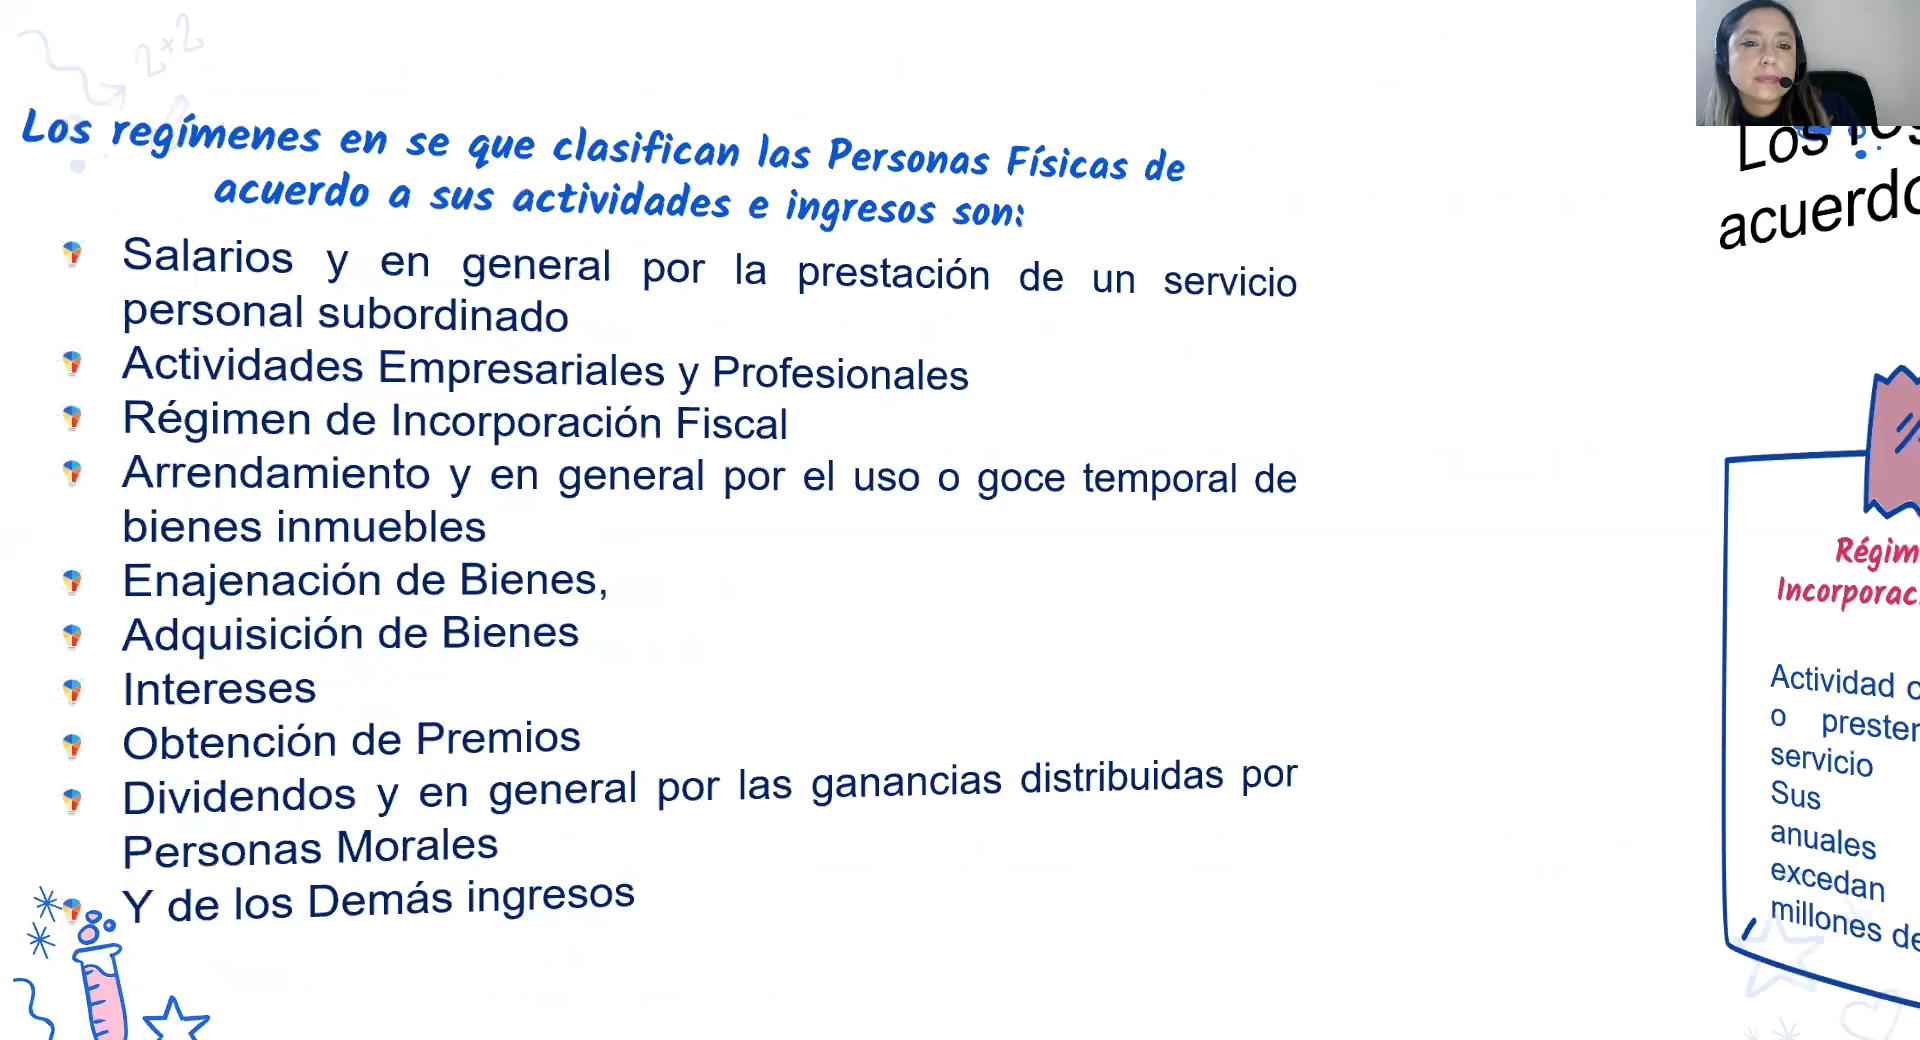 2x2
Los regímenes en se que clasifican las Personas Físicas de
acuerdo a sus actividades e ingresos son:
Salarios y en general por la prestación de un servicio
personal subordinado
Actividades Empresariales y Profesionales
Régimen de Incorporación Fiscal
Arrendamiento y en general por el uso o goce temporal de
bienes inmuebles
Enajenación de Bienes,
Adquisición de Bienes
Intereses
Obtención de Premios
Dividendos y en general por las ganancias distribuidas por
Personas Morales
Y de los Demás ingresos
Los
acuerdo
Régim
Incorporac
Actividad
o prester
servicio
Sus
anuales
excedan
millones de